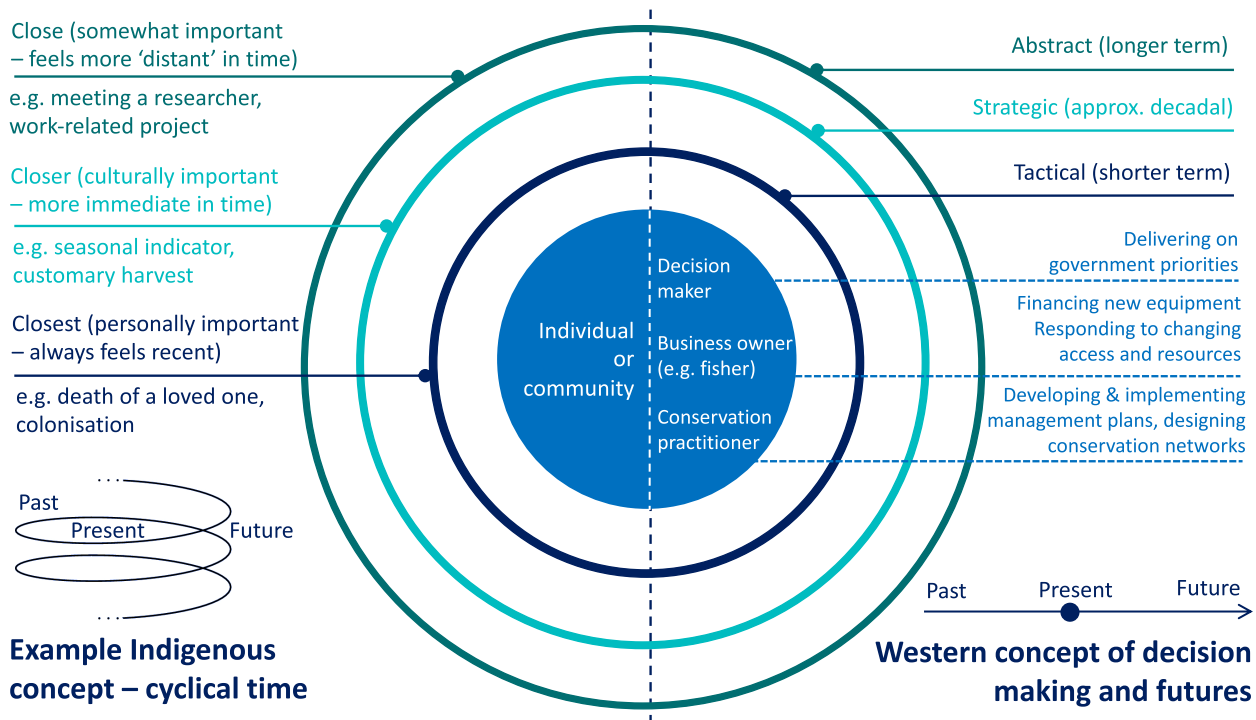 Close (somewhat important
– feels more ‘distant’ in time)
e.g. meeting a researcher,
work-related project
Closer (culturally important
– more immediate in time)
e.g. seasonal indicator,
customary harvest
Closest (personally important
– always feels recent)
e.g. death of a loved one,
colonisation
Past
Present
Future
Example Indigenous
concept – cyclical time
Individual
or
community
Decision
maker
Business owner
(e.g. fisher)
Conservation
practitioner
Abstract (longer term)
Strategic (approx. decadal)
Tactical (shorter term)
Delivering on
government priorities
Financing new equipment
Responding to changing
access and resources
Developing & implementing
management plans, designing
conservation networks
Past
Present
Future
Western concept of decision
making and futures